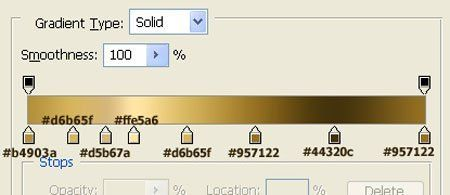 Gradient Type: Solid
Smoothness: 100 %
#d6b65f #ffe5a6
#b4903a #d5b67a #d6b65f #957122 #44320c #957122
Stops
Opacity: % Location: % Delete